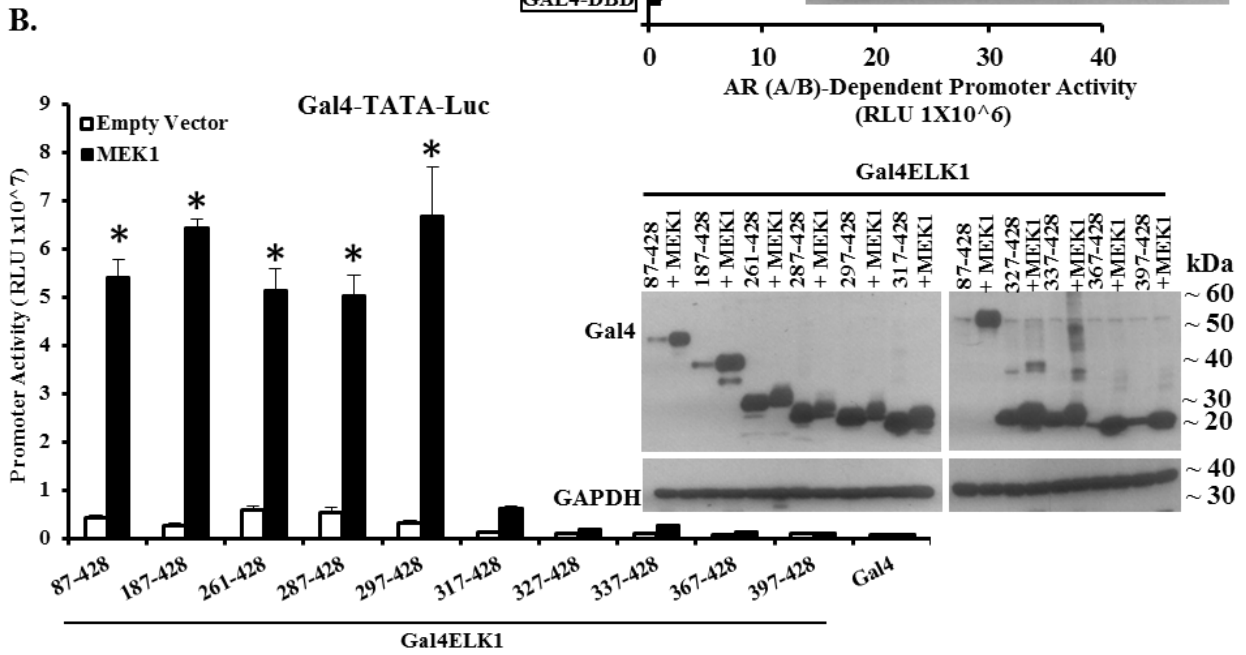 B.
GAL4-DBD
0 10 20 30 40
AR (A/B)-Dependent Promoter Activity
(RLU 1X10^6)
Gal4-TATA-Luc
Empty Vector
MEK1
Promoter Activity ( RLU 1x10^7)
9
8
7
6
5
4
3
2
1
0
* * * * *
87-428 187-428 261-428 287-428 297-428 317-428 327-428 337-428 367-428 397-428 Gal4
Gal4ELK1
Gal4ELK1
87-428
+ MEK1
187-428
+ MEK1
261-428
+ MEK1
287-428
+ MEK1
297-428
+ MEK1
317-428
+MEK1
87-428
+ MEK1
327-428
+MEK1
337-428
+MEK1
367-428
+MEK1
397-428
+MEK1
kDa
~ 60
~ 50
~ 40
~ 30
~ 20
Gal4
~ 40
~ 30
GAPDH